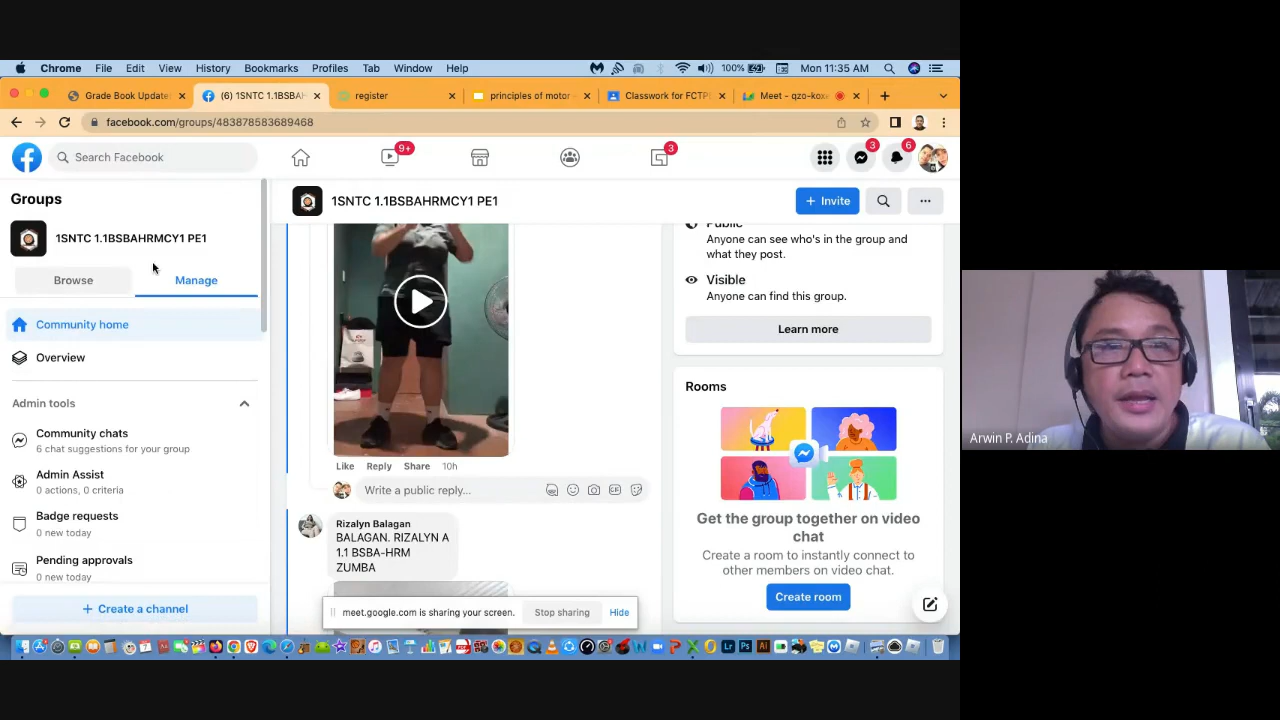 Chrome File Edit View History Bookmarks Profiles Tab Window Help 100% Mon 11:35 AM
Grade Book Update (6) 1SNTC 1.1BSBAH register principles of motor Classwork for FCTP Meet - qzo-kox
facebook.com/groups/483878583689468
Search Facebook
9+
3
3
6
Groups
1SNTC 1.1BSBAHRMCY1 PE1
Browse
Manage
Community home
Overview
Admin tools
Community chats
6 chat suggestions for your group
Admin Assist
0 actions, 0 criteria
Badge requests
0 new today
Pending approvals
0 new today
+ Create a channel
1SNTC 1.1BSBAHRMCY1 PE1
+ Invite
Like Reply Share 10h
Write a public reply...
Rizalyn Balagan
BALAGAN. RIZALYN A
1.1 BSBA-HRM
ZUMBA
meet.google.com is sharing your screen. Stop sharing Hide
Public
Anyone can see who's in the group and
what they post.
Visible
Anyone can find this group.
Learn more
Rooms
Get the group together on video
chat
Create a room to instantly connect to
other members on video chat.
Create room
Arwin P. Adina